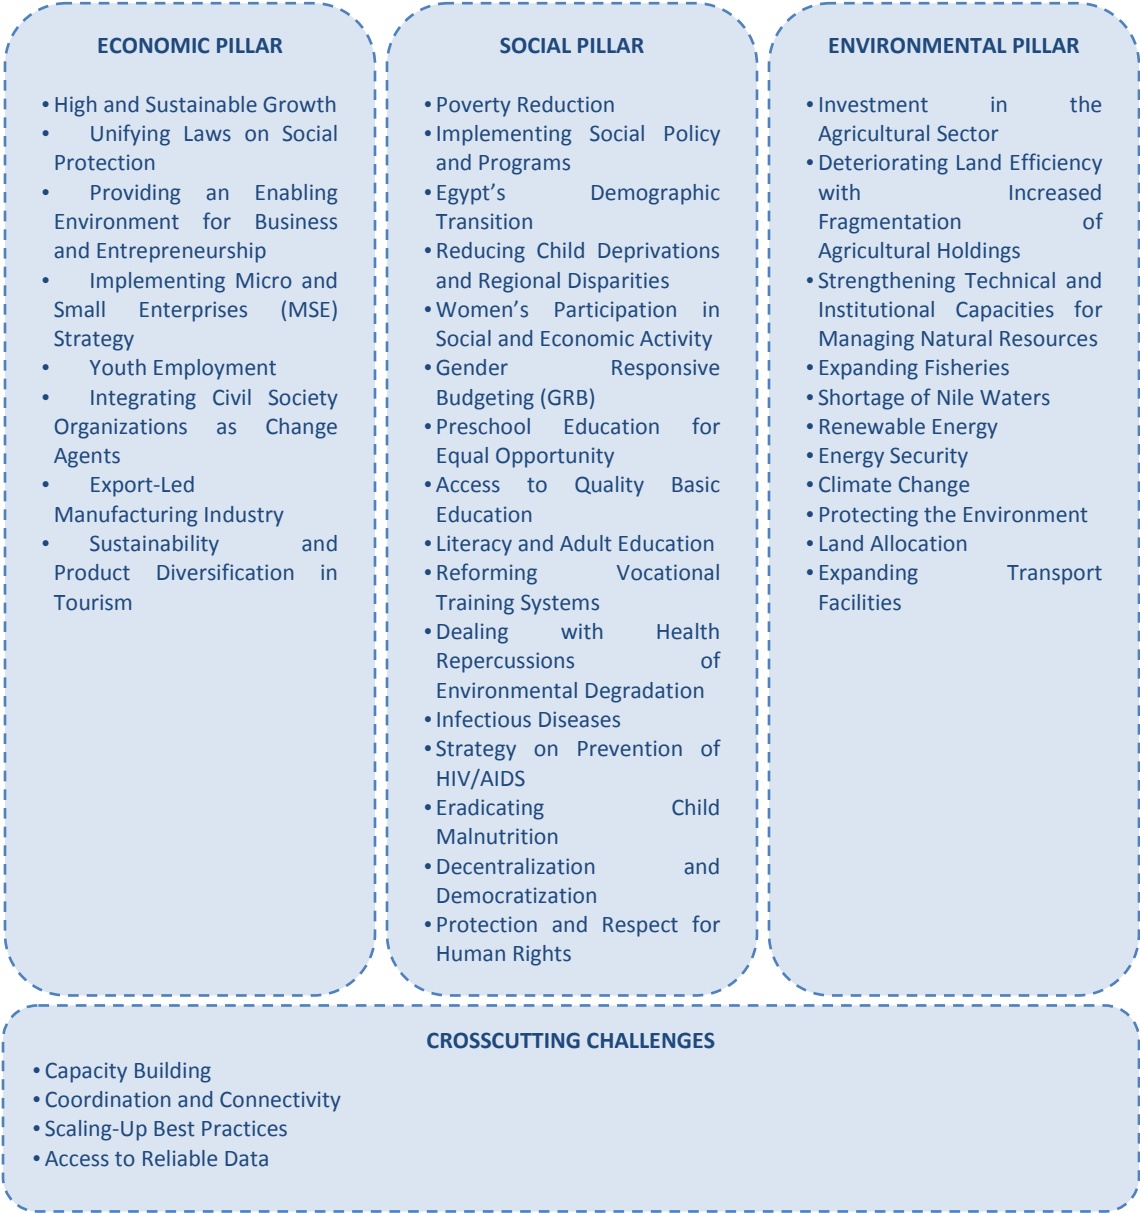 ECONOMIC PILLAR
• High and Sustainable Growth
• Unifying Laws on Social
Protection
• Providing an Enabling
Environment for Business
and Entrepreneurship
• Implementing Micro and
Small Enterprises (MSE)
Strategy
• Youth Employment
• Integrating Civil Society
Organizations as Change
Agents
• Export-Led
Manufacturing Industry
• Sustainability and
Product Diversification in
Tourism
SOCIAL PILLAR
• Poverty Reduction
• Implementing Social Policy
and Programs
• Egypt’s Demographic
Transition
• Reducing Child Deprivations
and Regional Disparities
• Women’s Participation in
Social and Economic Activity
• Gender Responsive
Budgeting (GRB)
• Preschool Education for
Equal Opportunity
• Access to Quality Basic
Education
• Literacy and Adult Education
• Reforming Vocational
Training Systems
• Dealing with Health
Repercussions of
Environmental Degradation
• Infectious Diseases
• Strategy on Prevention of
HIV/AIDS
• Eradicating Child
Malnutrition
• Decentralization and
Democratization
• Protection and Respect for
Human Rights
ENVIRONMENTAL PILLAR
• Investment in the
Agricultural Sector
• Deteriorating Land Efficiency
with Increased
Fragmentation of
Agricultural Holdings
• Strengthening Technical and
Institutional Capacities for
Managing Natural Resources
• Expanding Fisheries
• Shortage of Nile Waters
• Renewable Energy
• Energy Security
• Climate Change
• Protecting the Environment
• Land Allocation
• Expanding Transport
Facilities
CROSSCUTTING CHALLENGES
• Capacity Building
• Coordination and Connectivity
• Scaling-Up Best Practices
• Access to Reliable Data